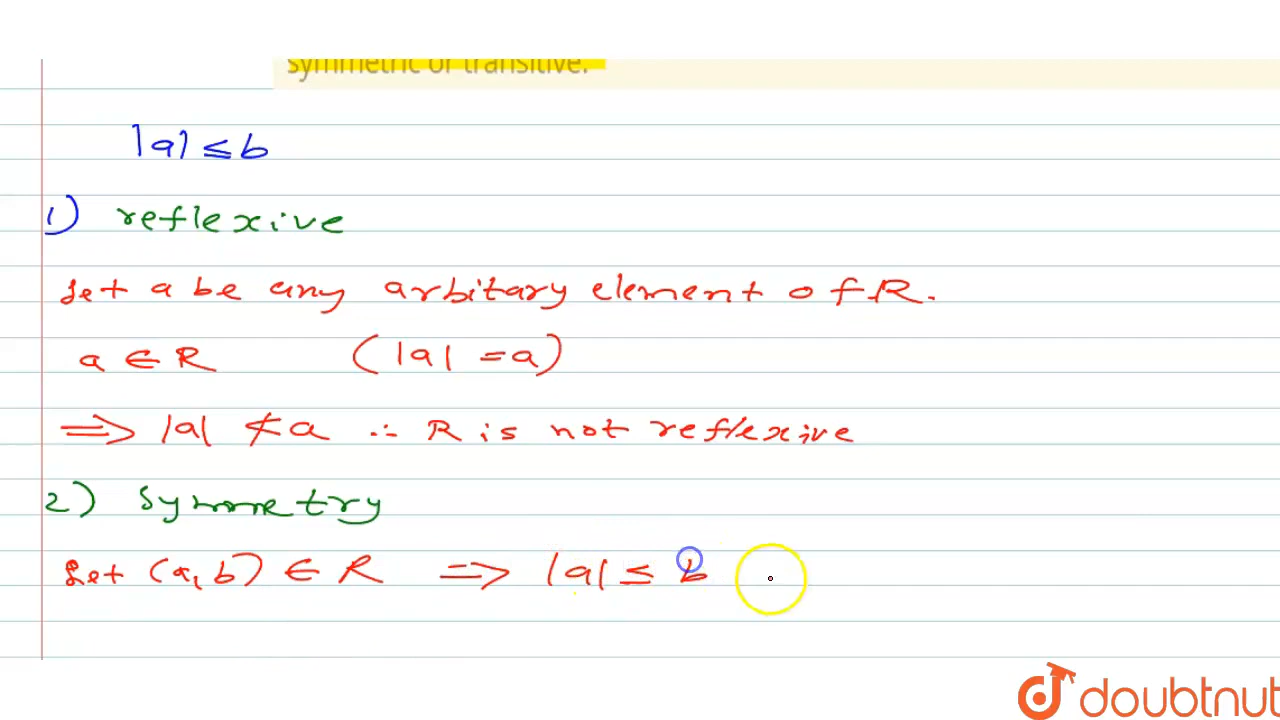 symmetric or transitive.
|a| ≤ b
1) reflexive
Let a be any arbitary element of R.
a ∈ R (|a| = a)
⇒ |a| ≮ a ∴ R is not reflexive
2) Symmetry
Let (a, b) ∈ R ⇒ |a| ≤ b
doubtnut